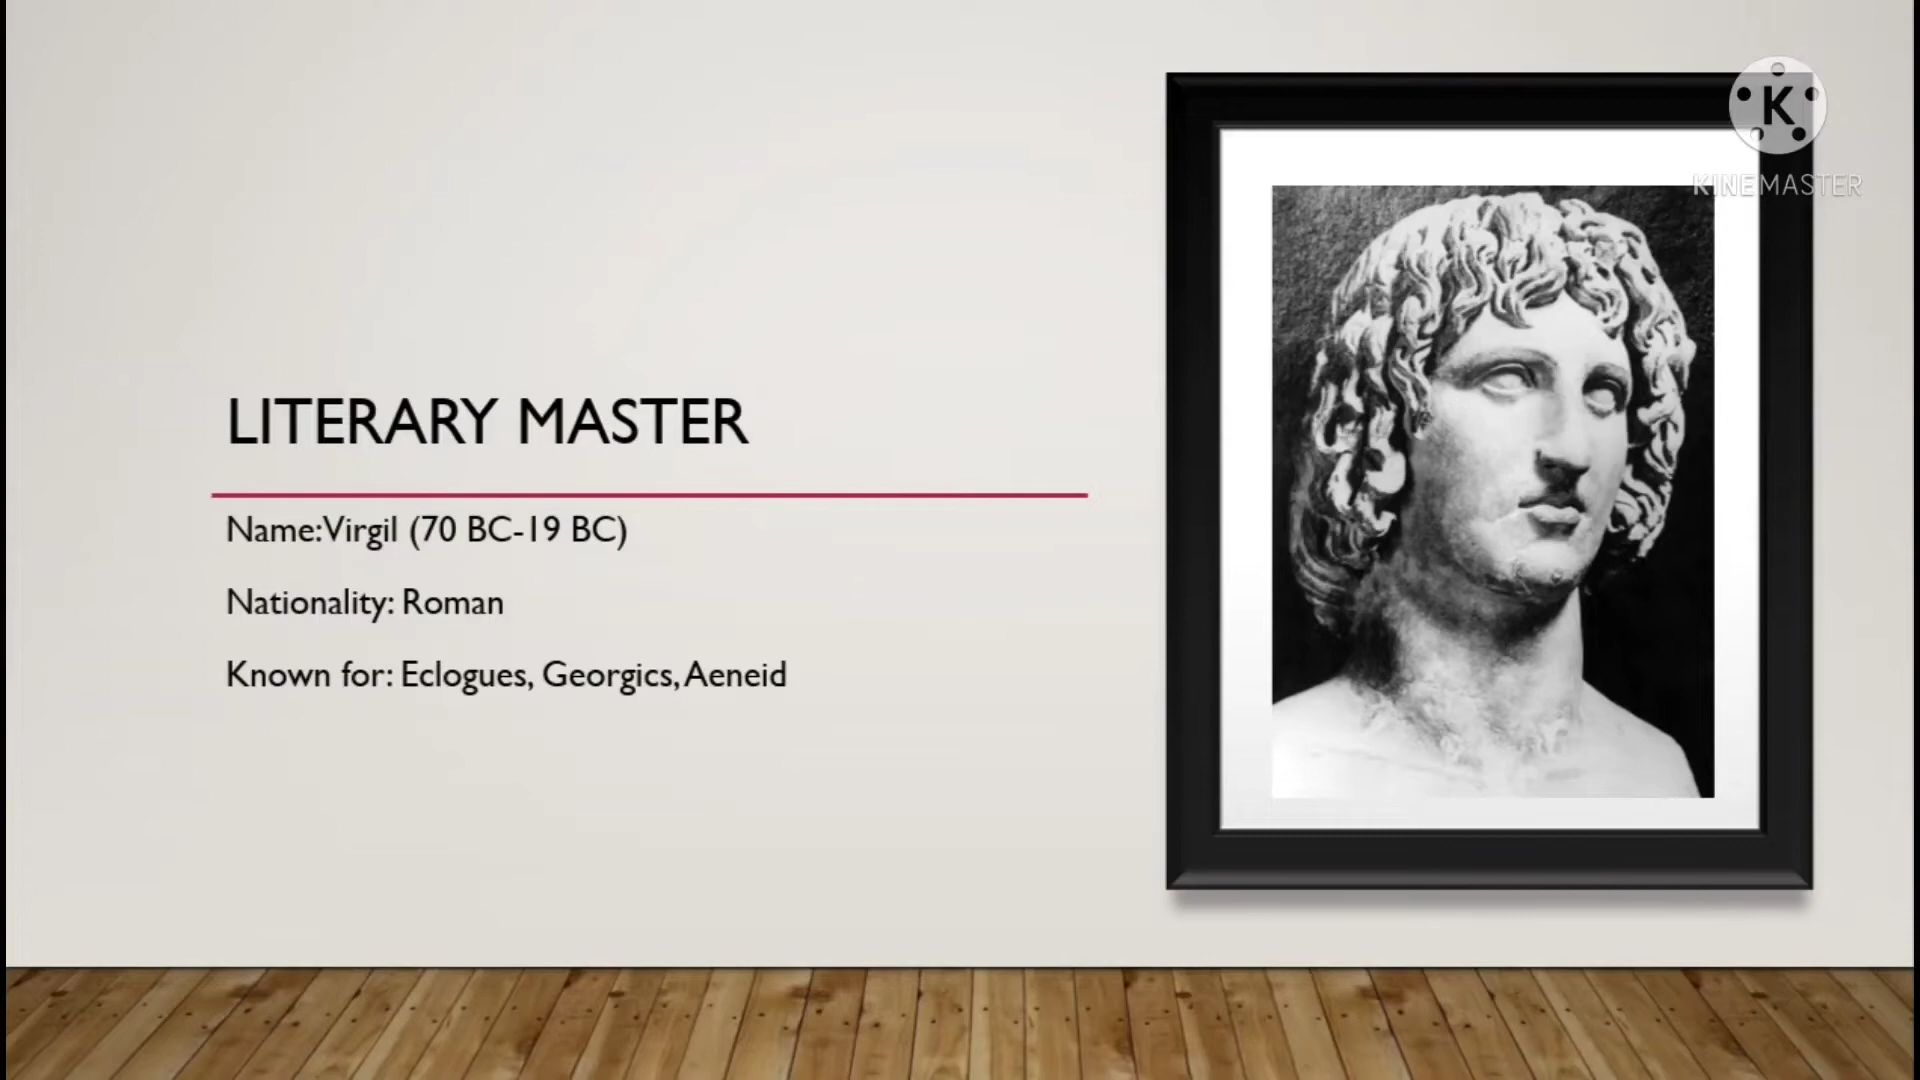 K
KINEMASTER
LITERARY MASTER
Name:Virgil (70 BC-19 BC)
Nationality: Roman
Known for: Eclogues, Georgics, Aeneid